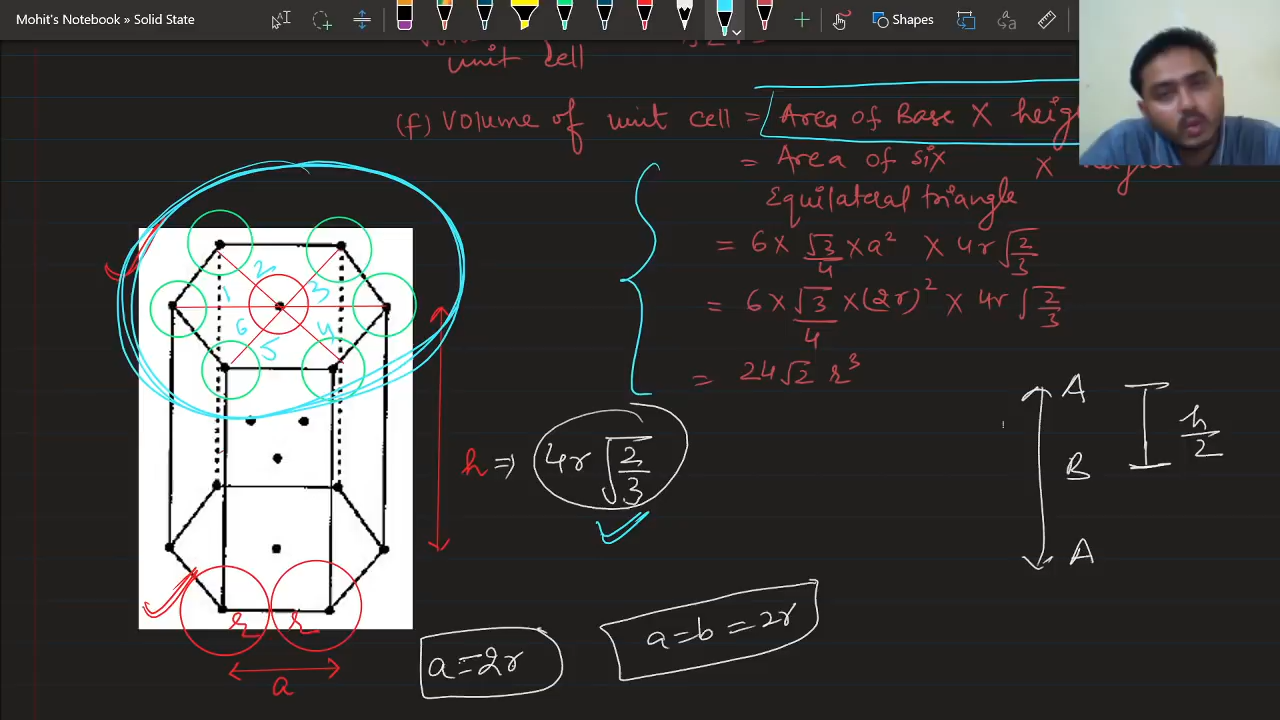 Mohit's Notebook » Solid State
Shapes
unit cell
(f) Volume of unit cell = Area of Base X heig
= Area of six X
Equilateral triangle
= 6 X √3/4 X a² X 4r √2/3
= 6 X √3/4 X (2r)² X 4r √2/3
= 24√2 r³
1 2 3
6 5 4
h ⇒ 4r √2/3
A
B
A
h/2
r r
a
a = 2r
a = b = 2r